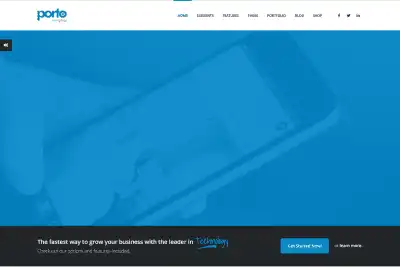 porto
HOME ELEMENTS FEATURES PAGES PORTFOLIO BLOG SHOP
The fastest way to grow your business with the leader in Technology
Check out our options and features included.
Get Started Now!
or learn more.